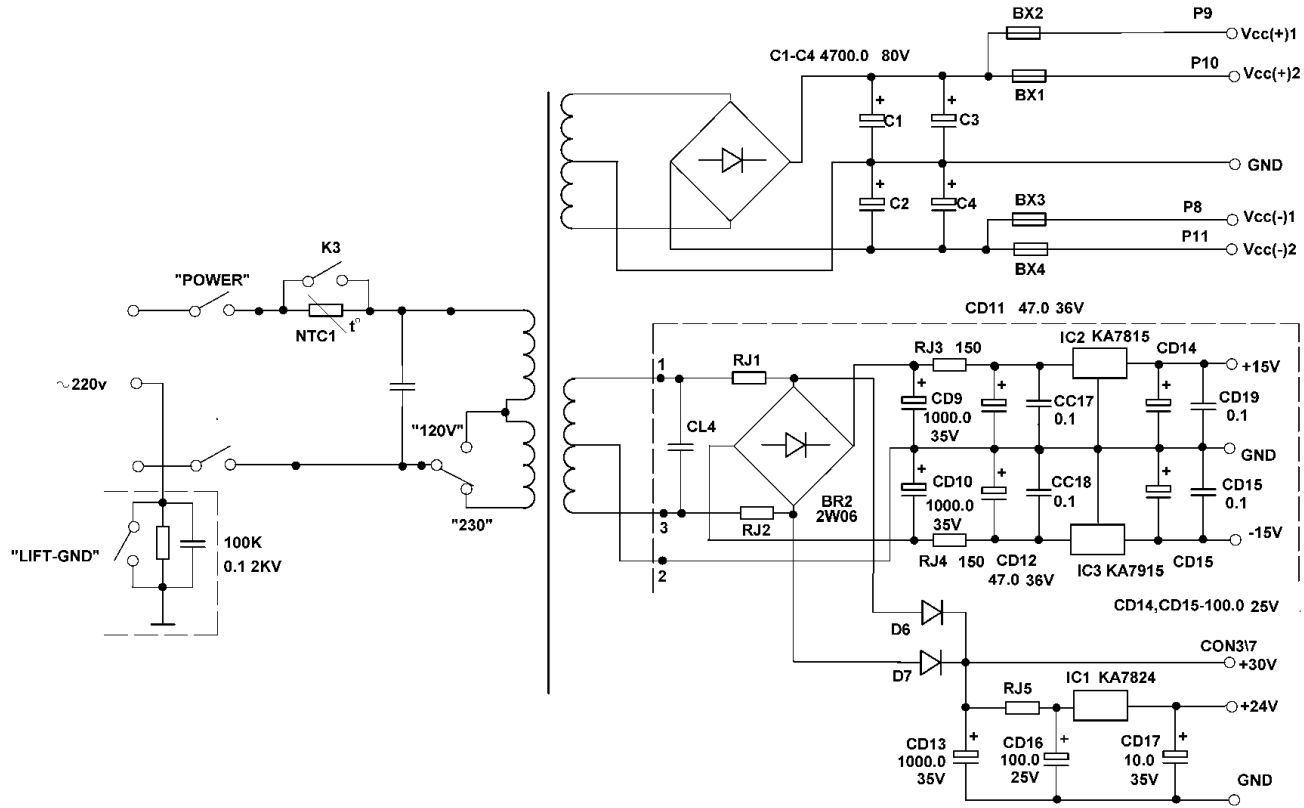 BX2
P9
Vcc(+)1
C1-C4 4700.0 80V
P10
Vcc(+)2
BX1
+
+
C1
C3
GND
+
+
C2
C4
BX3
P8
Vcc(-)1
P11
Vcc(-)2
BX4
K3
"POWER"
NTC1
t°
~220v
"120V"
"230"
"LIFT-GND"
100K
0.1 2KV
CD11 47.0 36V
1
RJ1
RJ3 150
IC2 KA7815
CD14
+15V
+
+
+
CL4
CD9
1000.0
35V
CC17
0.1
CD19
0.1
GND
+
+
+
CD10
1000.0
35V
CC18
0.1
CD15
0.1
BR2
2W06
3
RJ2
-15V
2
RJ4 150
CD12
47.0 36V
IC3 KA7915
CD15
CD14,CD15-100.0 25V
D6
D7
CON3\7
+30V
RJ5
IC1 KA7824
+24V
+
+
+
CD13
1000.0
35V
CD16
100.0
25V
CD17
10.0
35V
GND